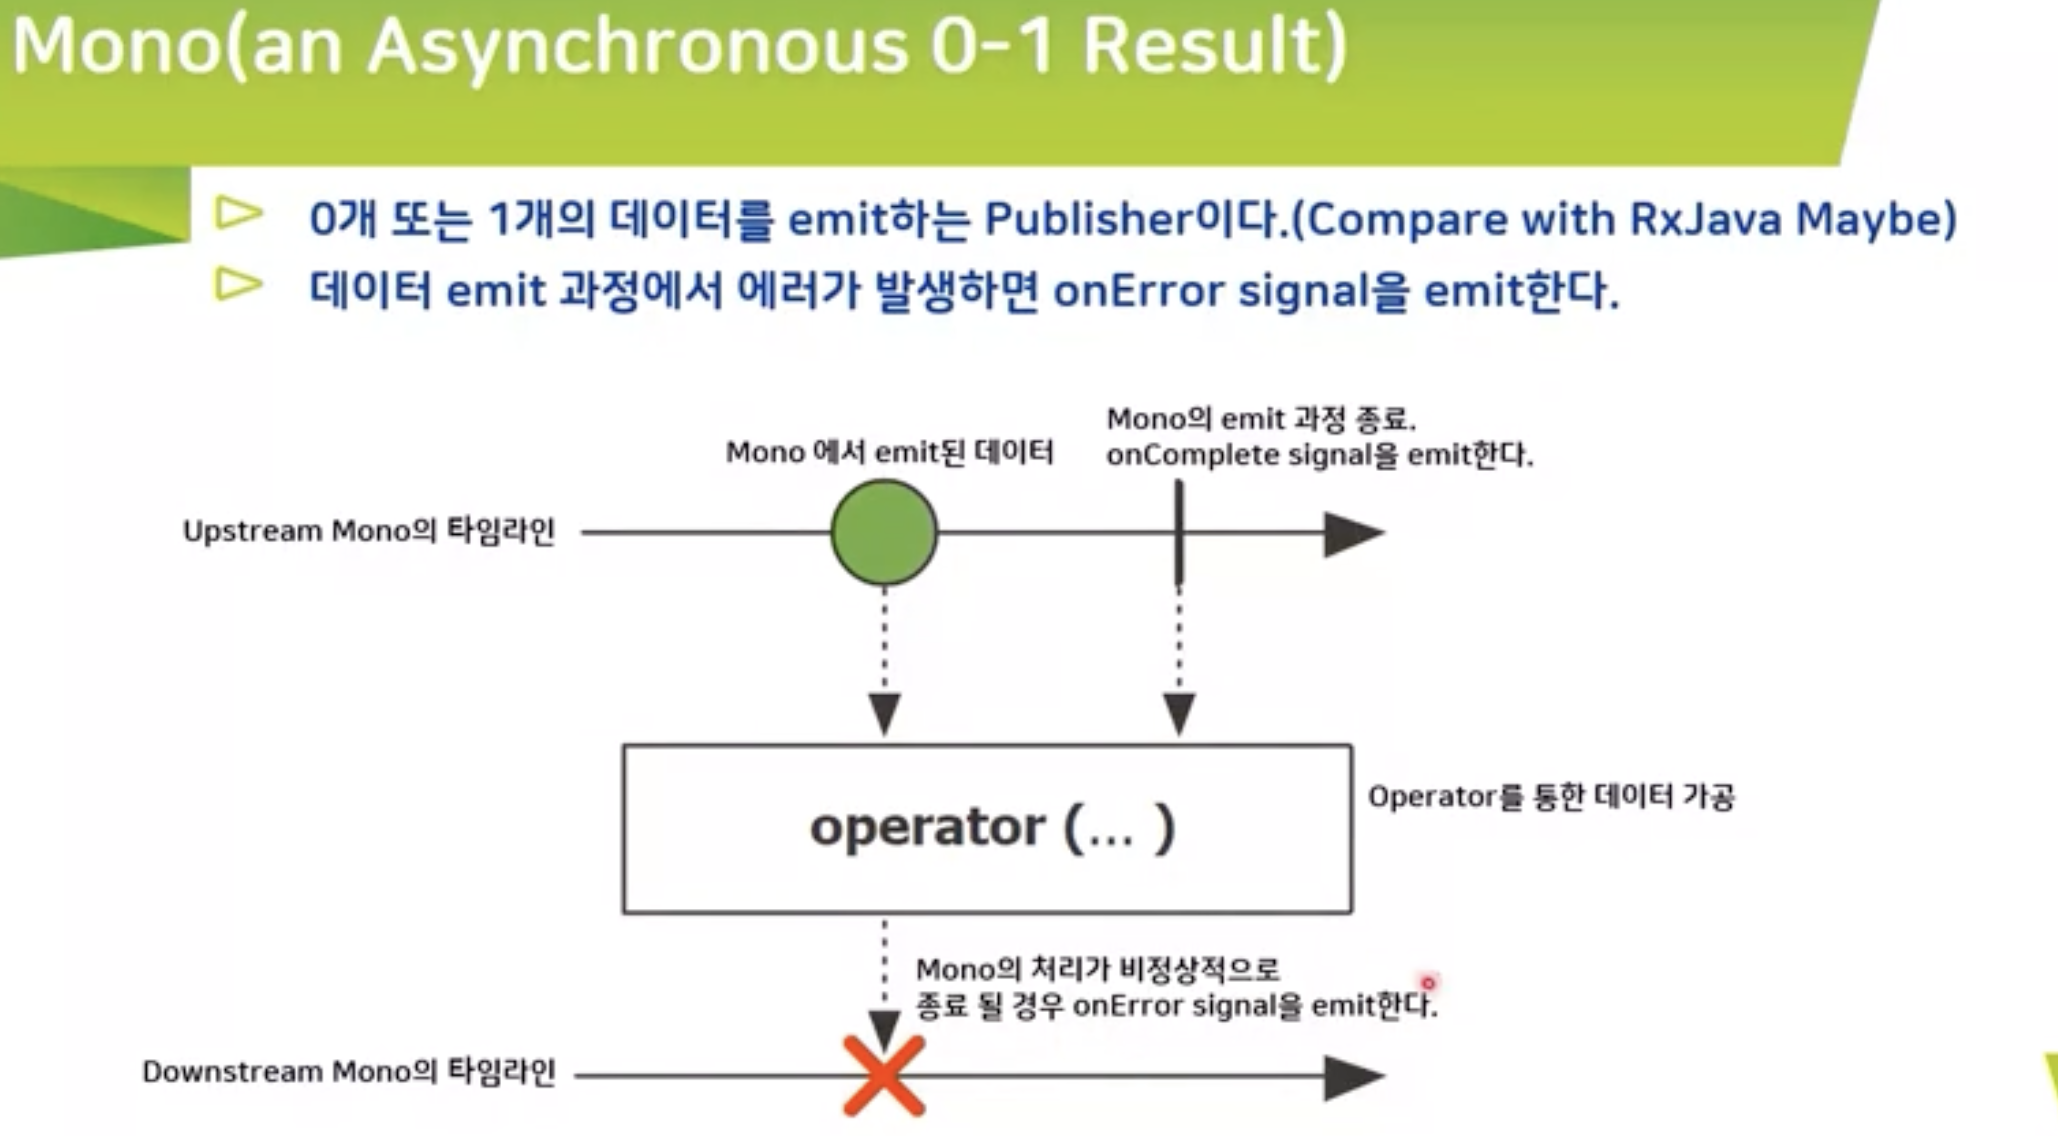 Mono(an Asynchronous 0-1 Result)
0개 또는 1개의 데이터를 emit하는 Publisher이다.(Compare with RxJava Maybe)
데이터 emit 과정에서 에러가 발생하면 onError signal을 emit한다.
Mono의 emit 과정 종료.
onComplete signal을 emit한다.
Mono 에서 emit된 데이터
Upstream Mono의 타임라인
operator (... )
Operator를 통한 데이터 가공
Mono의 처리가 비정상적으로
종료 될 경우 onError signal을 emit한다.
Downstream Mono의 타임라인